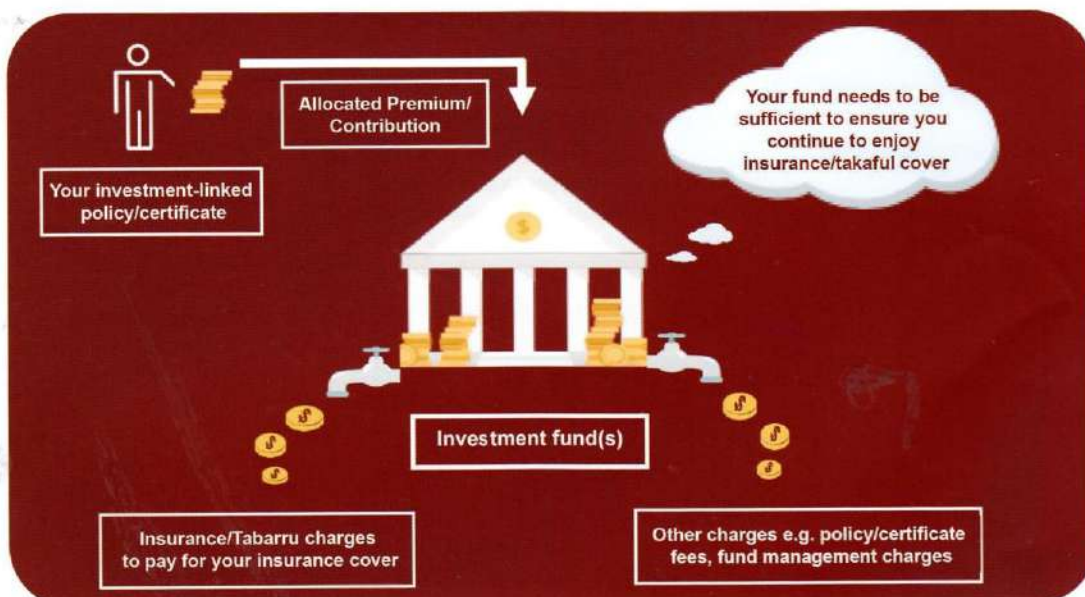 Allocated Premium/
Contribution
Your fund needs to be
sufficient to ensure you
continue to enjoy
insurance/takaful cover
Your investment-linked
policy/certificate
$
Investment fund(s)
$
$
$
$
$
$
Insurance/Tabarru charges
to pay for your insurance cover
Other charges e.g. policy/certificate
fees, fund management charges